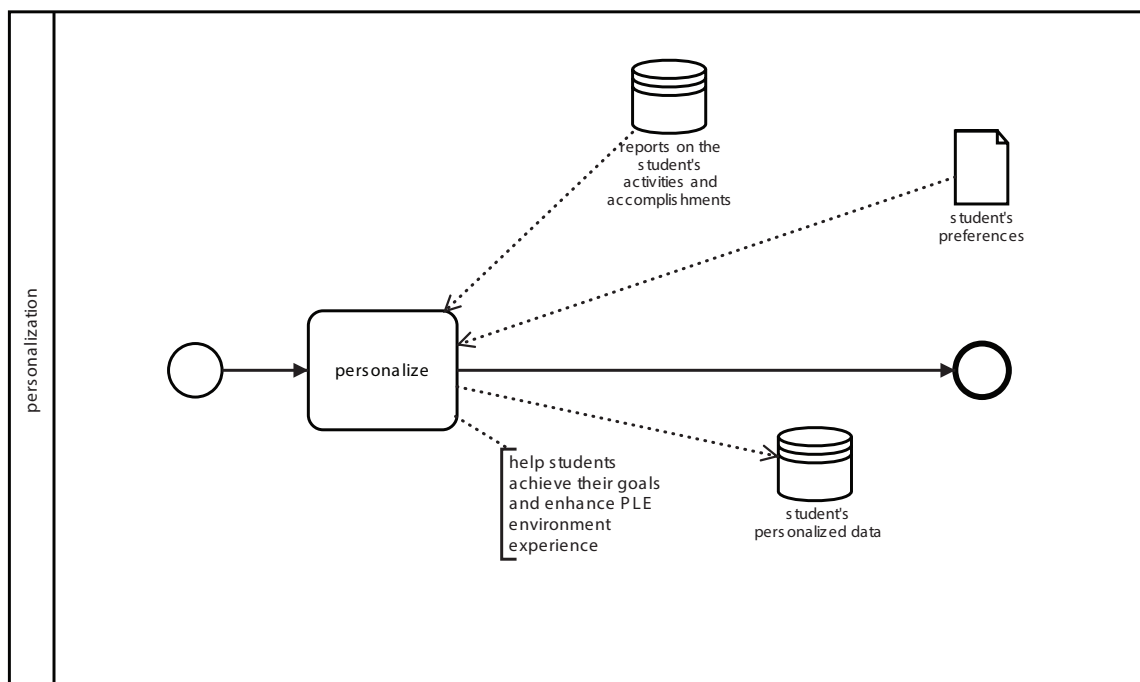 personalization
reports on the
student's
activities and
accomplishments
student's
preferences
personalize
help students
achieve their goals
and enhance PLE
environment
experience
student's
personalized data